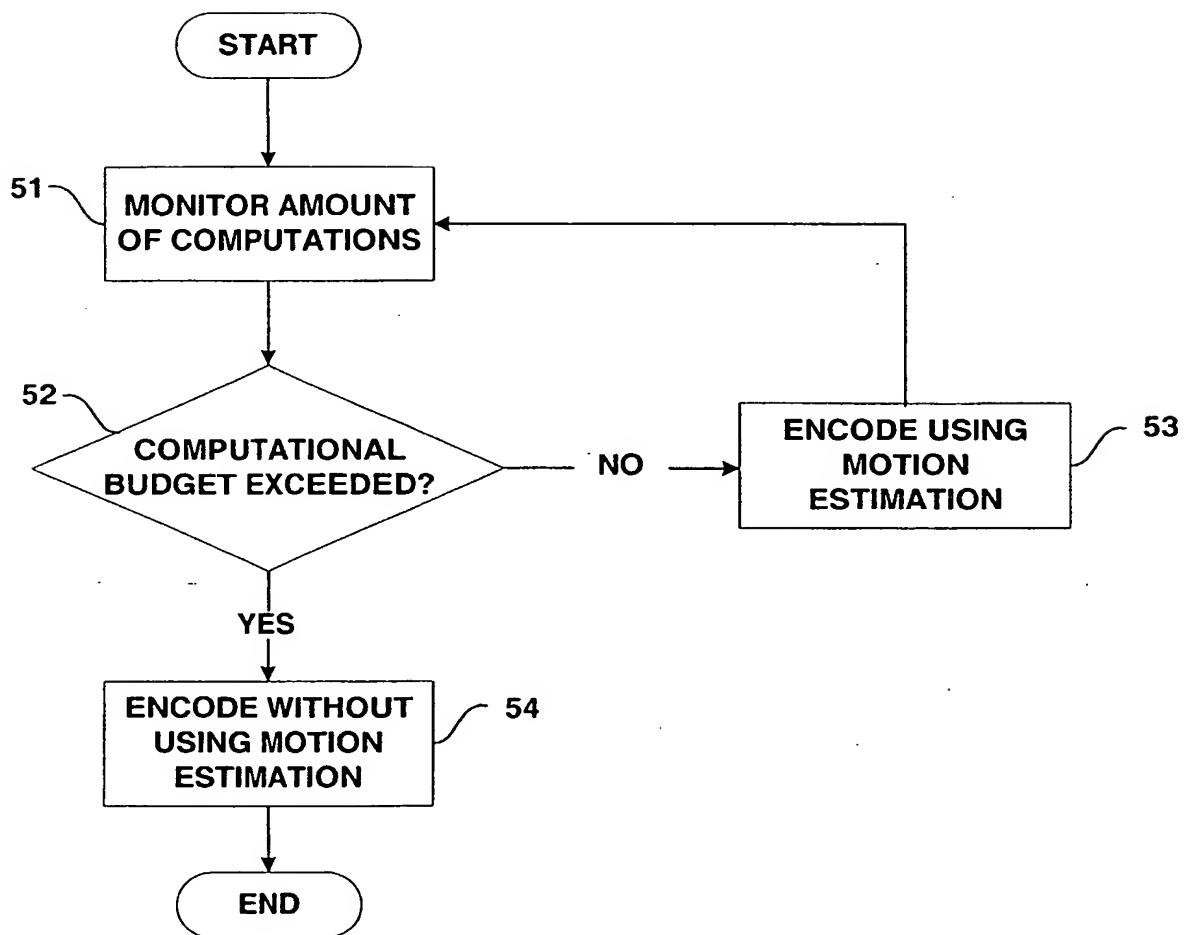 START
51
MONITOR AMOUNT
OF COMPUTATIONS
52
COMPUTATIONAL
BUDGET EXCEEDED?
NO
ENCODE USING
MOTION
ESTIMATION
53
YES
ENCODE WITHOUT
USING MOTION
ESTIMATION
54
END